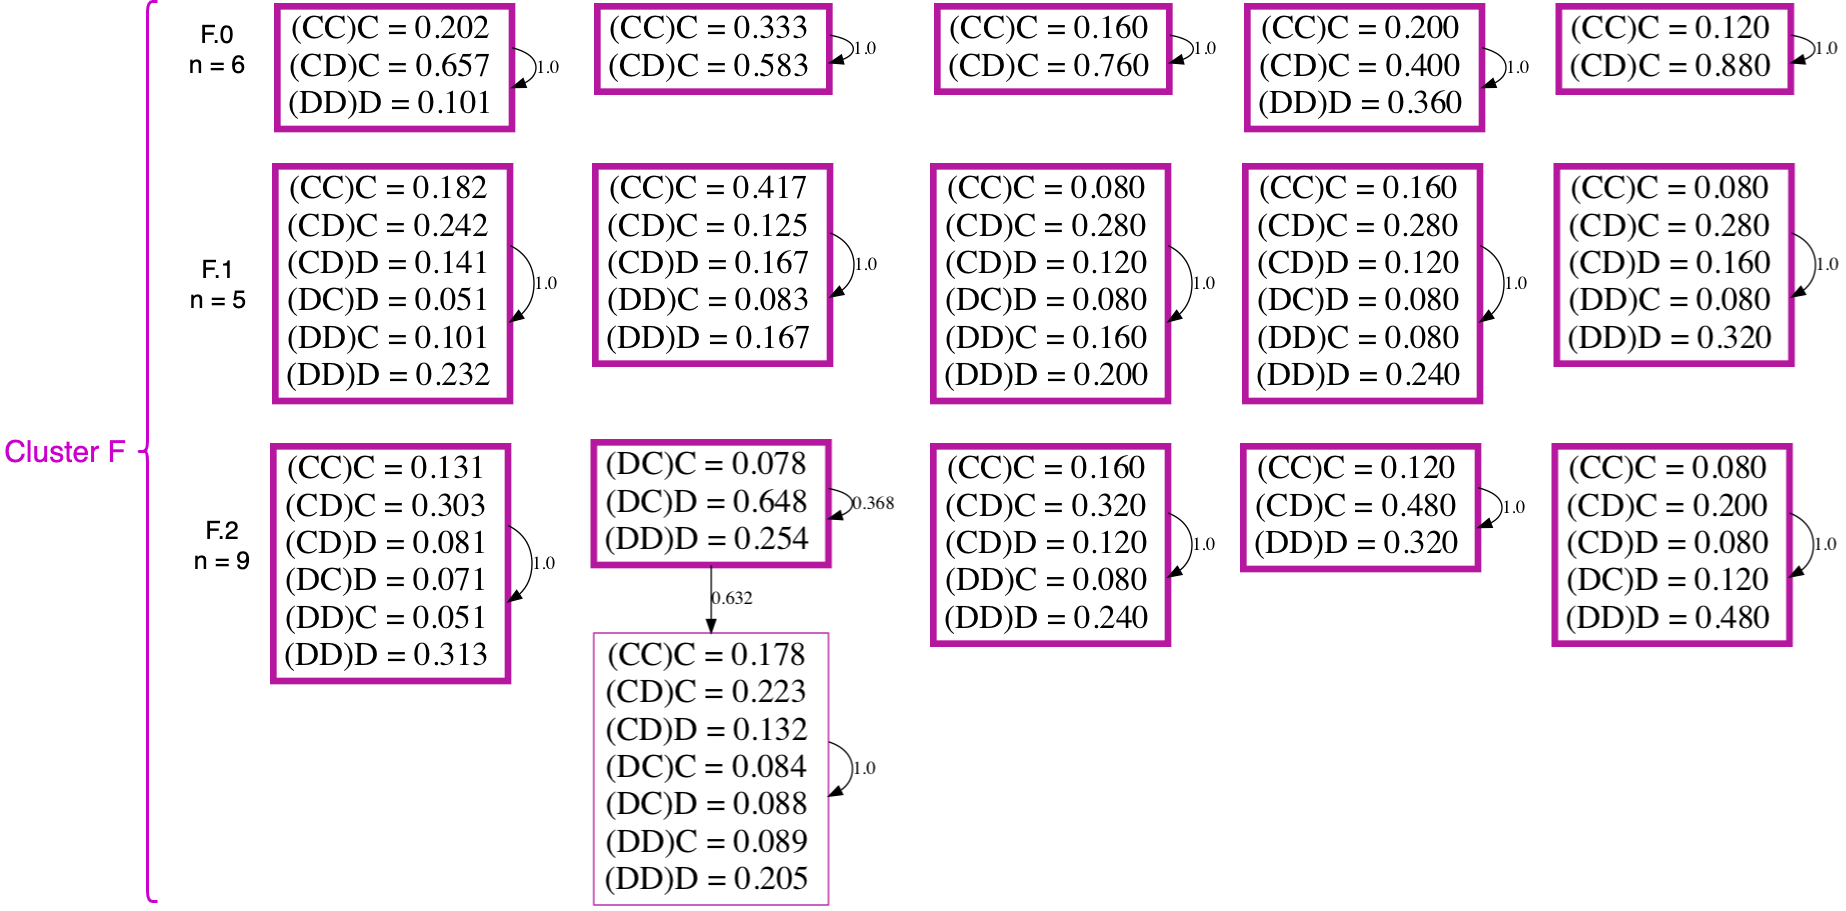 F.0
n = 6
(CC)C = 0.202
(CD)C = 0.657
(DD)D = 0.101
1.0
(CC)C = 0.333
(CD)C = 0.583
1.0
(CC)C = 0.160
(CD)C = 0.760
1.0
(CC)C = 0.200
(CD)C = 0.400
(DD)D = 0.360
1.0
(CC)C = 0.120
(CD)C = 0.880
1.0
F.1
n = 5
(CC)C = 0.182
(CD)C = 0.242
(CD)D = 0.141
(DC)D = 0.051
(DD)C = 0.101
(DD)D = 0.232
1.0
(CC)C = 0.417
(CD)C = 0.125
(CD)D = 0.167
(DD)C = 0.083
(DD)D = 0.167
1.0
(CC)C = 0.080
(CD)C = 0.280
(CD)D = 0.120
(DC)D = 0.080
(DD)C = 0.160
(DD)D = 0.200
1.0
(CC)C = 0.160
(CD)C = 0.280
(CD)D = 0.120
(DC)D = 0.080
(DD)C = 0.080
(DD)D = 0.240
1.0
(CC)C = 0.080
(CD)C = 0.280
(CD)D = 0.160
(DD)C = 0.080
(DD)D = 0.320
1.0
Cluster F
F.2
n = 9
(CC)C = 0.131
(CD)C = 0.303
(CD)D = 0.081
(DC)D = 0.071
(DD)C = 0.051
(DD)D = 0.313
1.0
(DC)C = 0.078
(DC)D = 0.648
(DD)D = 0.254
0.368
0.632
(CC)C = 0.178
(CD)C = 0.223
(CD)D = 0.132
(DC)C = 0.084
(DC)D = 0.088
(DD)C = 0.089
(DD)D = 0.205
1.0
(CC)C = 0.160
(CD)C = 0.320
(CD)D = 0.120
(DD)C = 0.080
(DD)D = 0.240
1.0
(CC)C = 0.120
(CD)C = 0.480
(DD)D = 0.320
1.0
(CC)C = 0.080
(CD)C = 0.200
(CD)D = 0.080
(DC)D = 0.120
(DD)D = 0.480
1.0